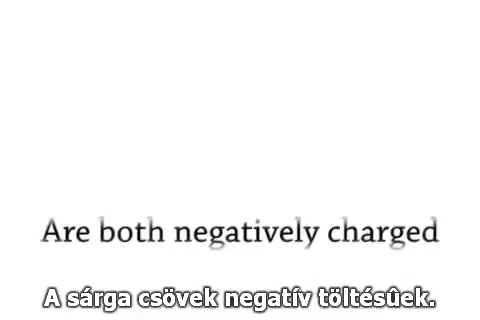 Are both negatively charged
A sárga csövek negatív töltésûek.